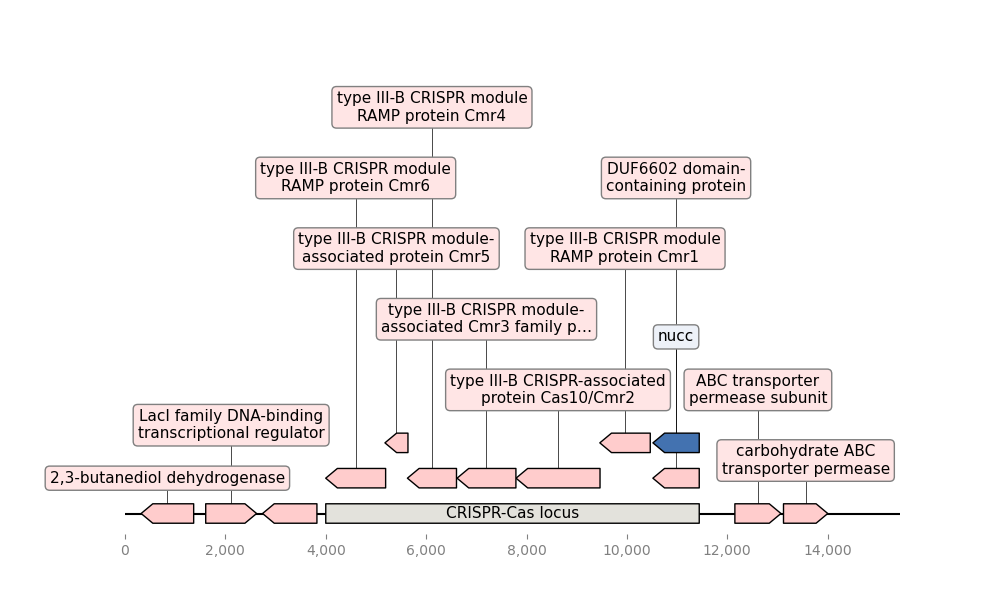 type III-B CRISPR module
RAMP protein Cmr4
type III-B CRISPR module
RAMP protein Cmr6
DUF6602 domain-
containing protein
type III-B CRISPR module-
associated protein Cmr5
type III-B CRISPR module
RAMP protein Cmr1
type III-B CRISPR module-
associated Cmr3 family p...
nucc
type III-B CRISPR-associated
protein Cas10/Cmr2
ABC transporter
permease subunit
LacI family DNA-binding
transcriptional regulator
carbohydrate ABC
transporter permease
2,3-butanediol dehydrogenase
CRISPR-Cas locus
0 2,000 4,000 6,000 8,000 10,000 12,000 14,000